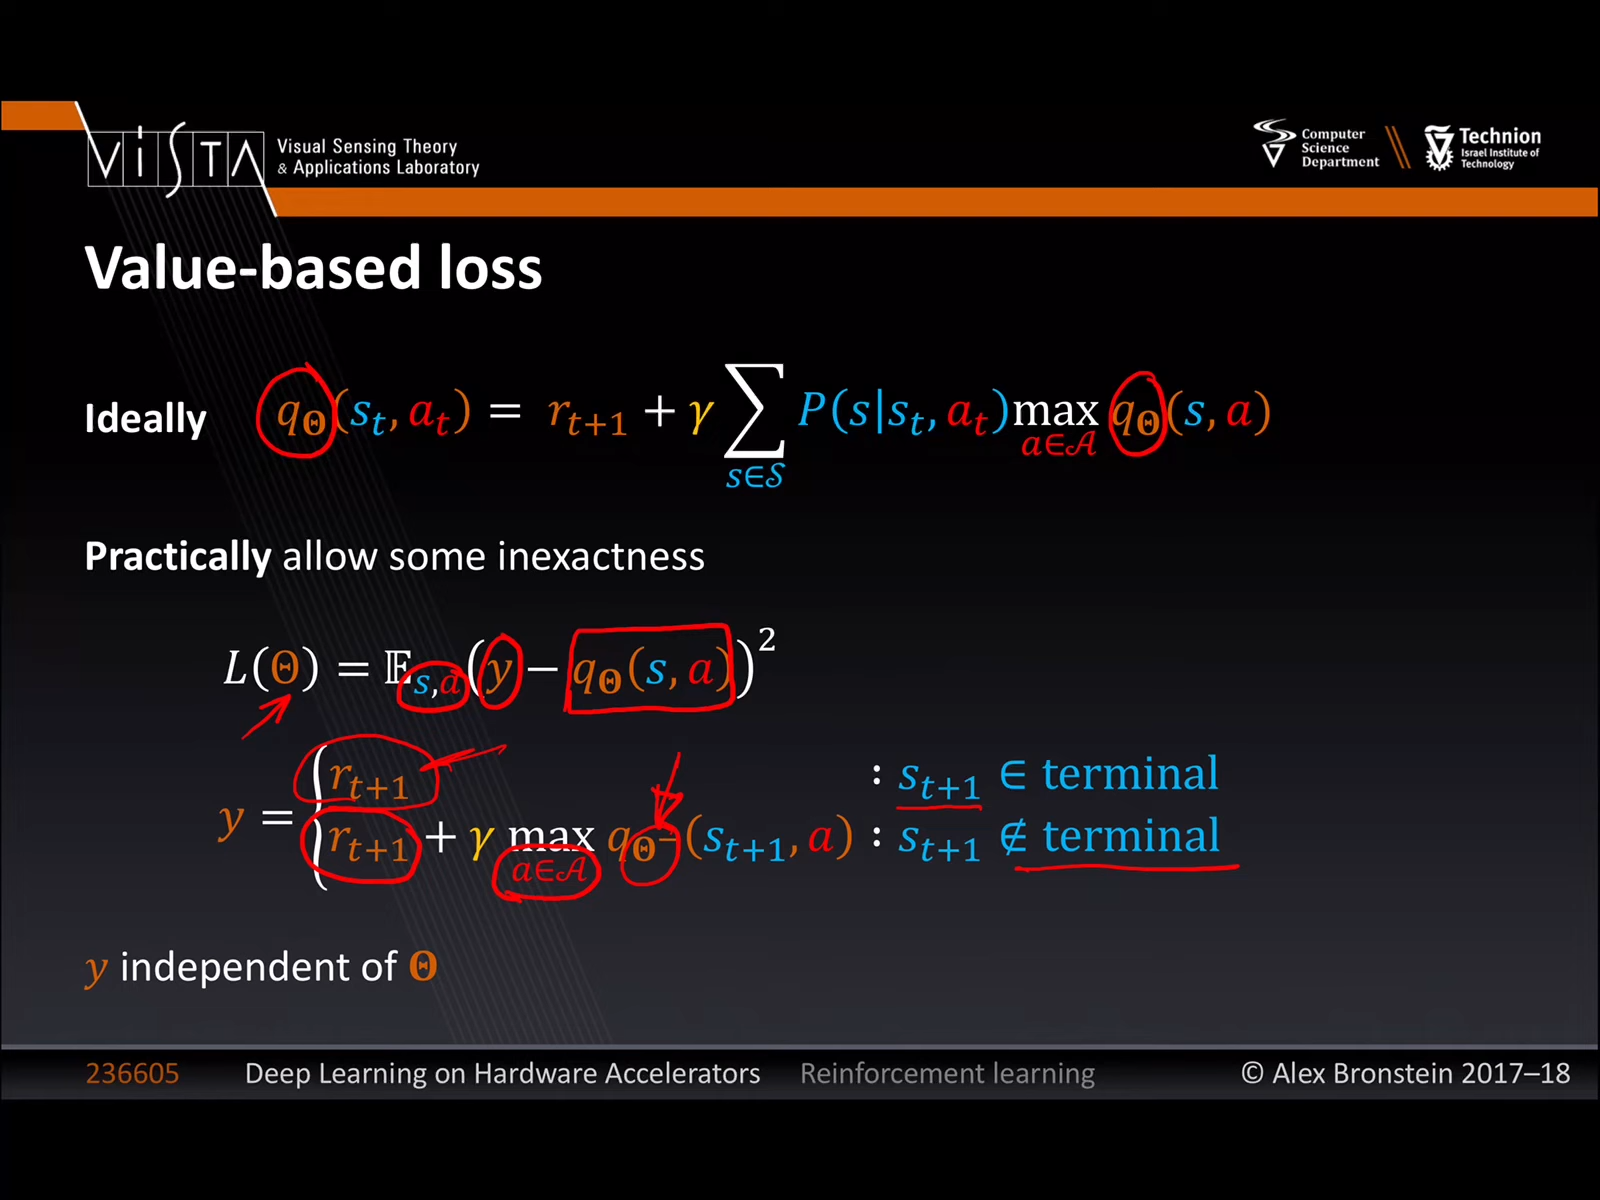 ViSTA Visual Sensing Theory & Applications Laboratory
Computer Science Department
Technion Israel Institute of Technology
Value-based loss
Ideally q_Θ(s_t, a_t) = r_{t+1} + γ ∑_{s∈𝒮} P(s|s_t, a_t) max_{a∈𝒜} q_Θ(s, a)
Practically allow some inexactness
L(Θ) = 𝔼_{s,a}(y − q_Θ(s, a))²
y = { r_{t+1} : s_{t+1} ∈ terminal
r_{t+1} + γ max_{a∈𝒜} q_{Θ⁻}(s_{t+1}, a) : s_{t+1} ∉ terminal
y independent of Θ
236605 Deep Learning on Hardware Accelerators Reinforcement learning © Alex Bronstein 2017–18